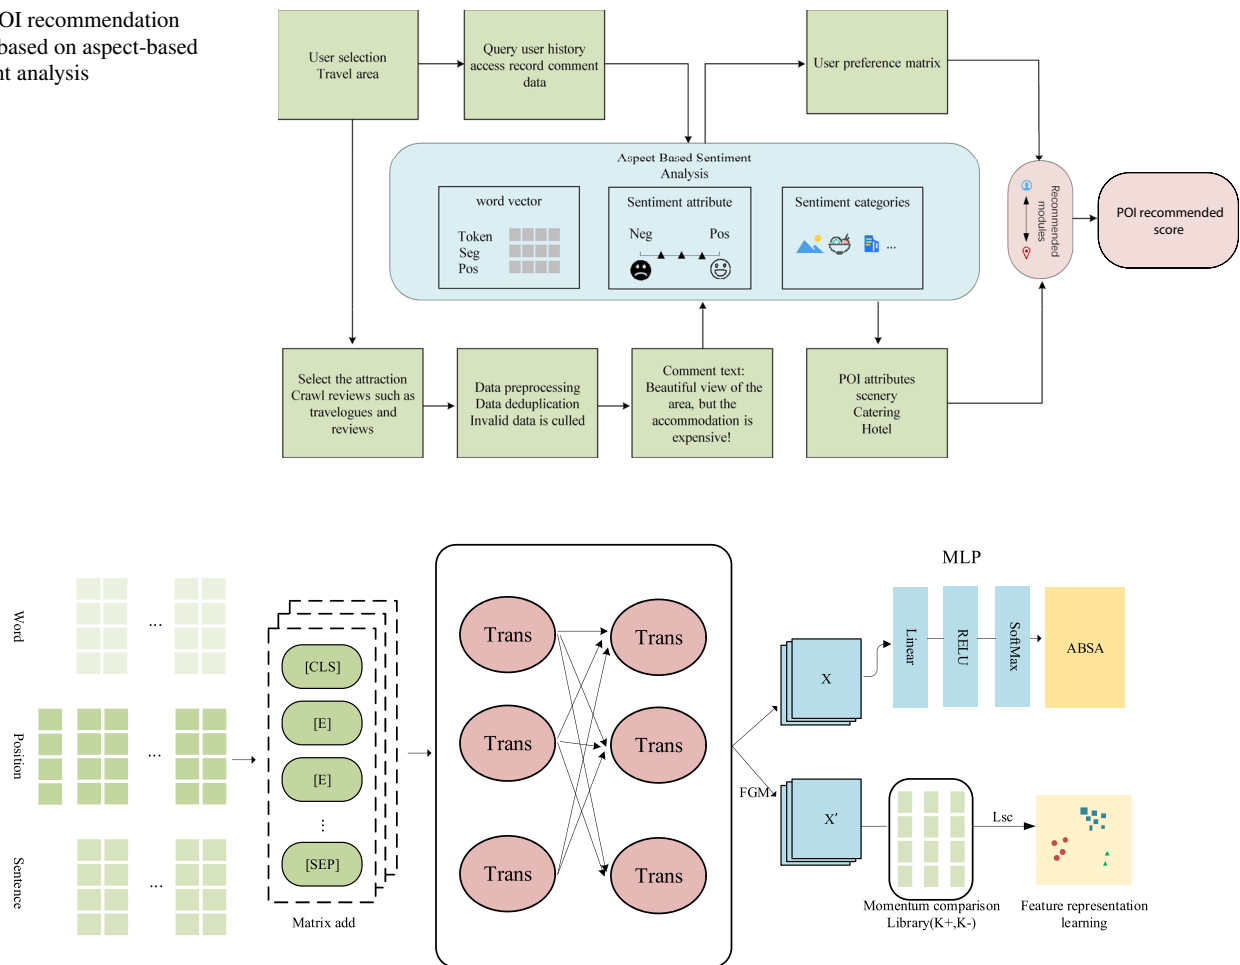 OI recommendation
based on aspect-based
nt analysis
User selection
Travel area
Query user history
access record comment
data
User preference matrix
Aspect Based Sentiment
Analysis
word vector
Token
Seg
Pos
Sentiment attribute
Neg
Pos
Sentiment categories
...
Recommended
modules
POI recommended
score
Select the attraction
Crawl reviews such as
travelogues and
reviews
Data preprocessing
Data deduplication
Invalid data is culled
Comment text:
Beautiful view of the
area, but the
accommodation is
expensive!
POI attributes
scenery
Catering
Hotel
Word
...
Position
...
Sentence
...
[CLS]
[E]
[E]
...
[SEP]
Matrix add
Trans
Trans
Trans
Trans
Trans
Trans
FGM
X
X′
MLP
Linear
RELU
SoftMax
ABSA
Lsc
Momentum comparison
Library(K+,K-)
Feature representation
learning